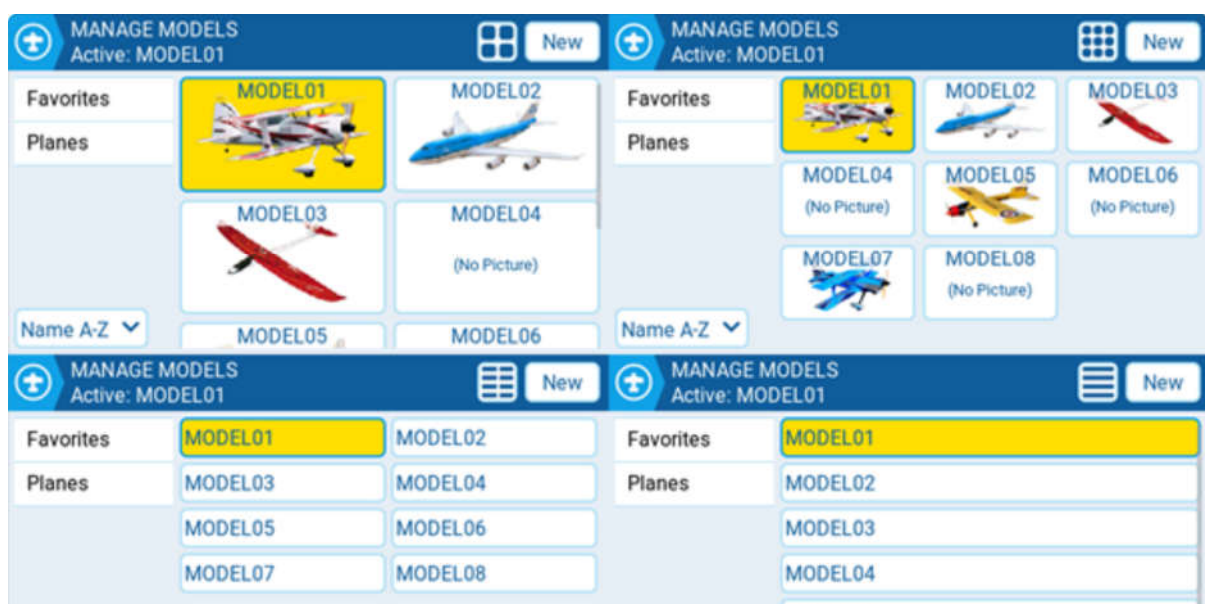 MANAGE MODELS
Active: MODEL01
New
Favorites
Planes
MODEL01
MODEL02
MODEL03
MODEL04
(No Picture)
MODEL05
MODEL06
Name A-Z
MANAGE MODELS
Active: MODEL01
New
Favorites
Planes
MODEL01
MODEL02
MODEL03
MODEL04
(No Picture)
MODEL05
MODEL06
(No Picture)
MODEL07
MODEL08
(No Picture)
Name A-Z
MANAGE MODELS
Active: MODEL01
New
Favorites
Planes
MODEL01
MODEL02
MODEL03
MODEL04
MODEL05
MODEL06
MODEL07
MODEL08
MANAGE MODELS
Active: MODEL01
New
Favorites
Planes
MODEL01
MODEL02
MODEL03
MODEL04